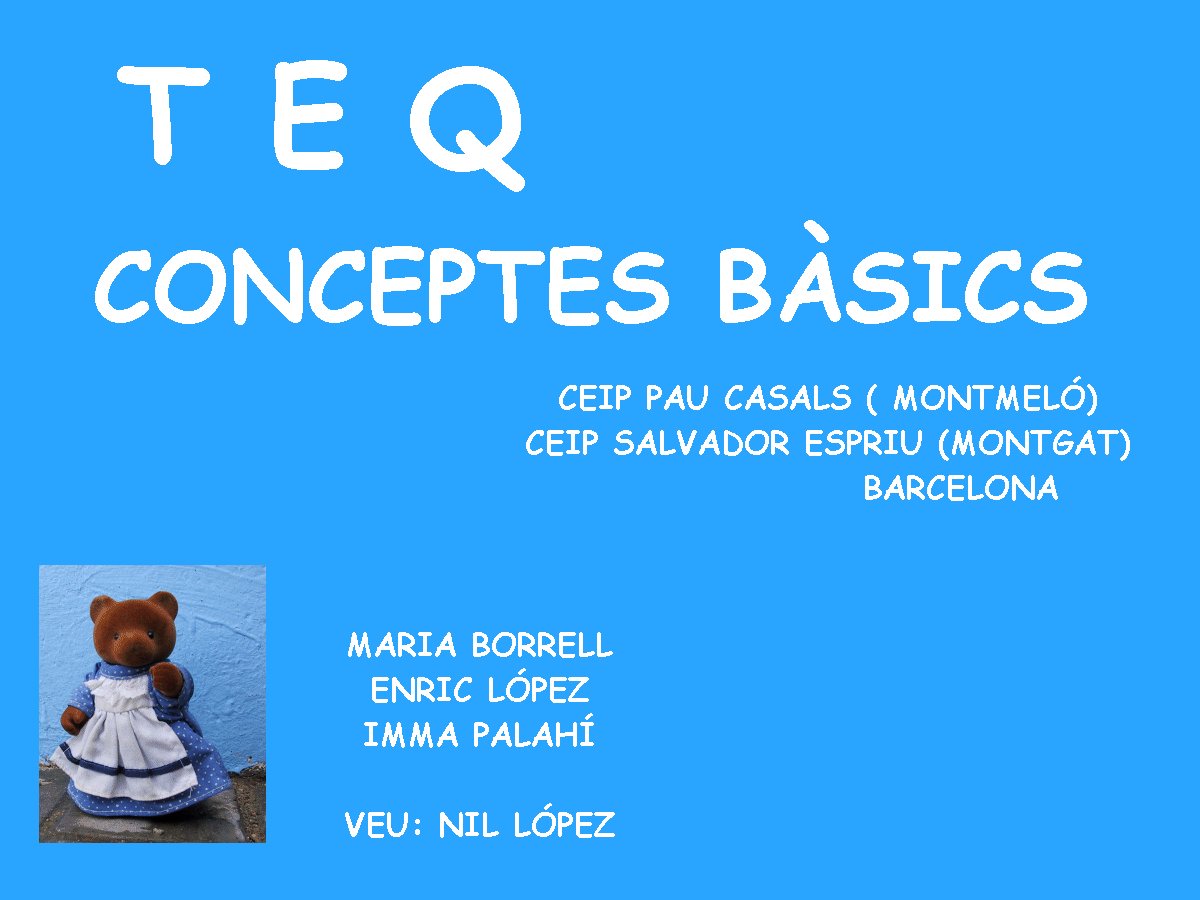 T E Q
CONCEPTES BÀSICS
CEIP PAU CASALS ( MONTMELÓ)
CEIP SALVADOR ESPRIU (MONTGAT)
BARCELONA
MARIA BORRELL
ENRIC LÓPEZ
IMMA PALAHÍ
VEU: NIL LÓPEZ